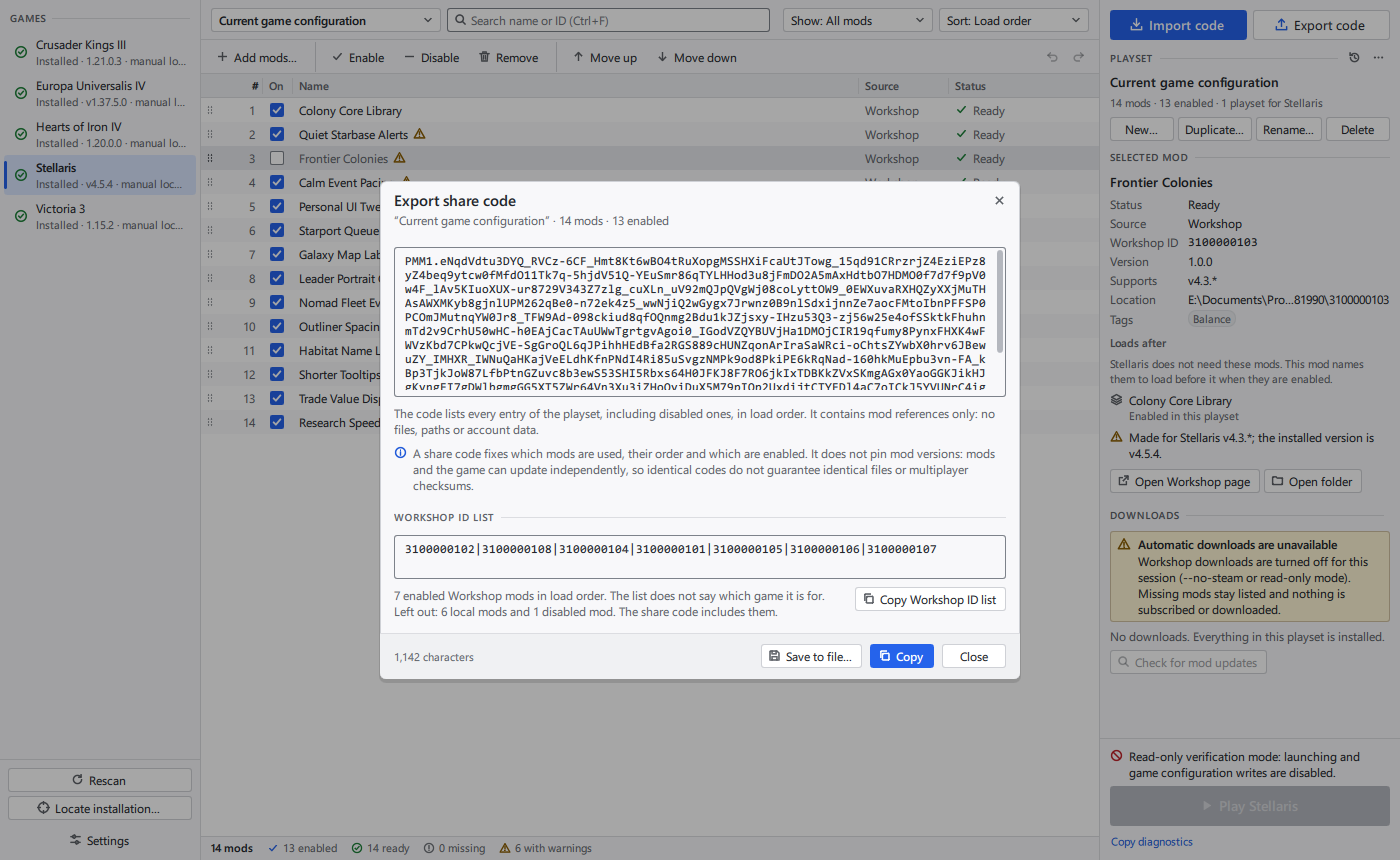 GAMES
Crusader Kings III
Installed · 1.21.0.3 · manual lo...
Europa Universalis IV
Installed · v1.37.5.0 · manual l...
Hearts of Iron IV
Installed · 1.20.0.0 · manual lo...
Stellaris
Installed · v4.5.4 · manual loc...
Victoria 3
Installed · 1.15.2 · manual loc...
Rescan
Locate installation...
Settings
Current game configuration
Search name or ID (Ctrl+F)
Show: All mods
Sort: Load order
Add mods...
Enable
Disable
Remove
Move up
Move down
# On Name Source Status
1 Colony Core Library Workshop Ready
2 Quiet Starbase Alerts Workshop Ready
3 Frontier Colonies Workshop Ready
4 Calm Event Paci
5 Personal UI Twe
6 Starport Queue
7 Galaxy Map Lab
8 Leader Portrait
9 Nomad Fleet Ev
10 Outliner Spacin
11 Habitat Name L
12 Shorter Tooltips
13 Trade Value Disp
14 Research Speed
14 mods 13 enabled 14 ready 0 missing 6 with warnings
Export share code
"Current game configuration" · 14 mods · 13 enabled
The code lists every entry of the playset, including disabled ones, in load order. It contains mod references only: no
files, paths or account data.
A share code fixes which mods are used, their order and which are enabled. It does not pin mod versions: mods
and the game can update independently, so identical codes do not guarantee identical files or multiplayer
checksums.
WORKSHOP ID LIST
3100000102|3100000108|3100000104|3100000101|3100000105|3100000106|3100000107
7 enabled Workshop mods in load order. The list does not say which game it is for.
Left out: 6 local mods and 1 disabled mod. The share code includes them.
Copy Workshop ID list
1,142 characters
Save to file...
Copy
Close
Import code
Export code
PLAYSET
Current game configuration
14 mods · 13 enabled · 1 playset for Stellaris
New...
Duplicate...
Rename...
Delete
SELECTED MOD
Frontier Colonies
Status Ready
Source Workshop
Workshop ID 3100000103
Version 1.0.0
Supports v4.3.*
Location E:\Documents\Pro...81990\3100000103
Tags Balance
Loads after
Stellaris does not need these mods. This mod names
them to load before it when they are enabled.
Colony Core Library
Enabled in this playset
Made for Stellaris v4.3.*; the installed version is
v4.5.4.
Open Workshop page
Open folder
DOWNLOADS
Automatic downloads are unavailable
Workshop downloads are turned off for this
session (--no-steam or read-only mode).
Missing mods stay listed and nothing is
subscribed or downloaded.
No downloads. Everything in this playset is installed.
Check for mod updates
Read-only verification mode: launching and
game configuration writes are disabled.
Play Stellaris
Copy diagnostics